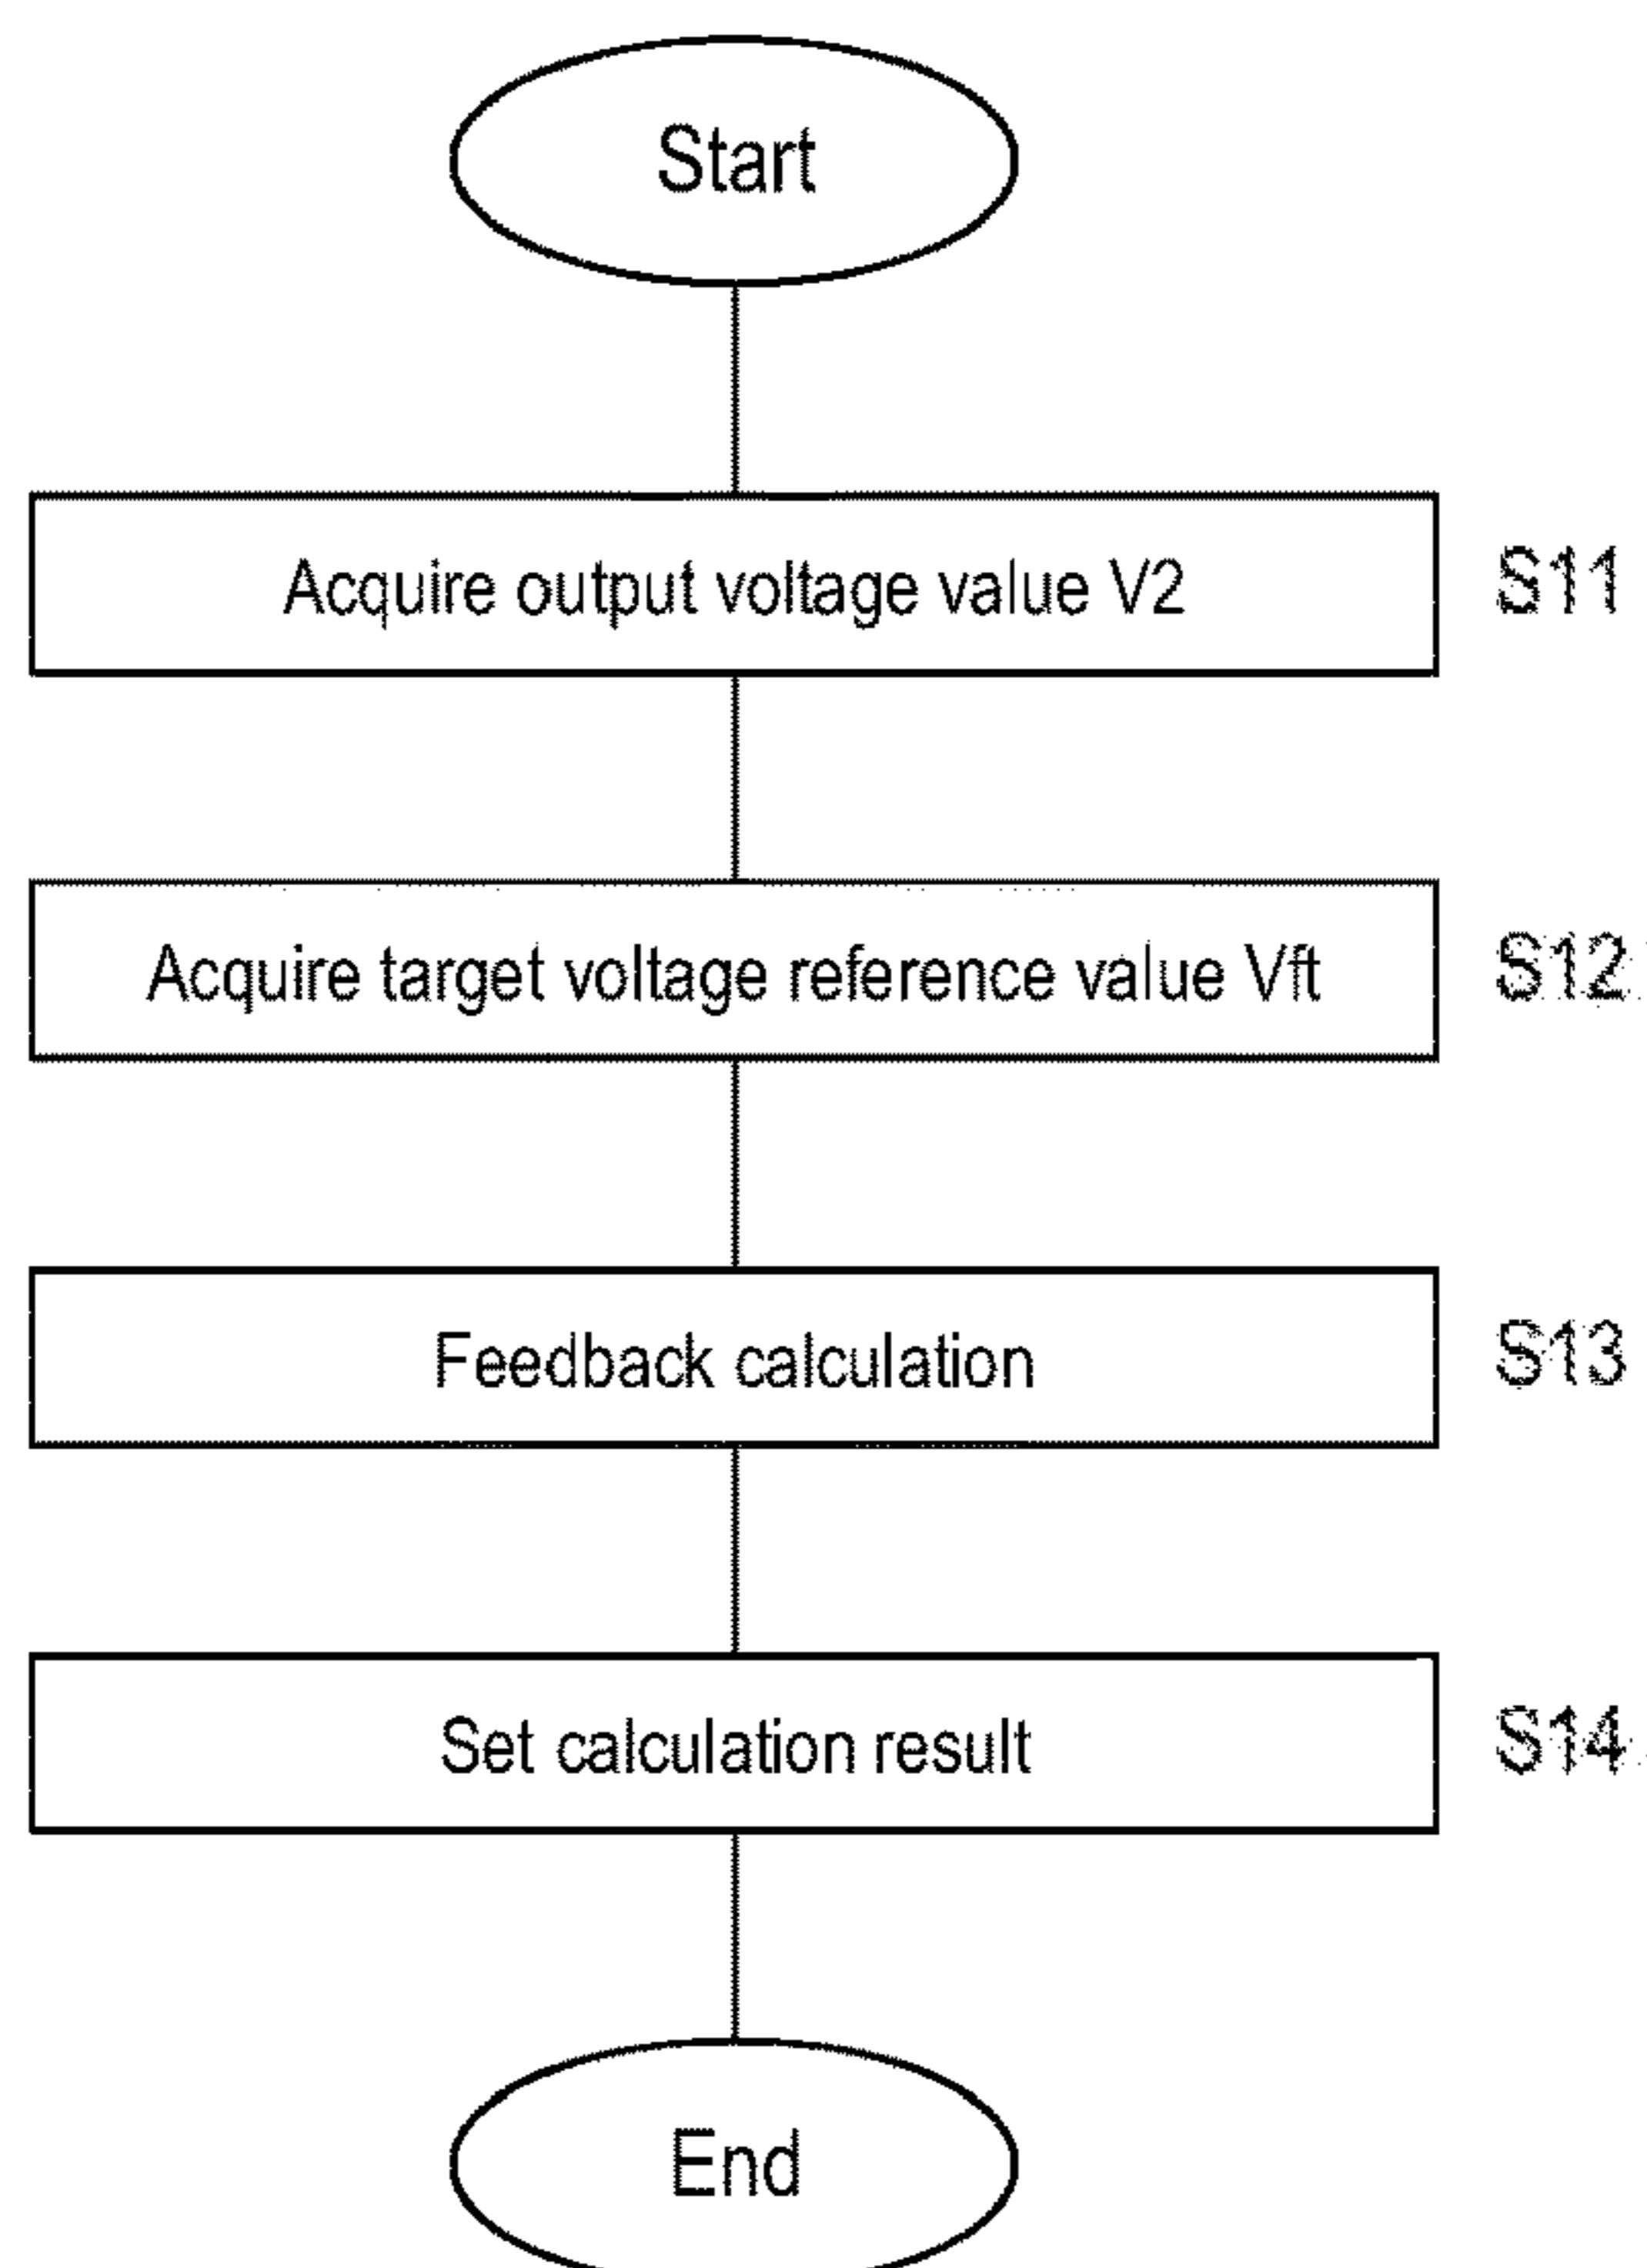 Start
Acquire output voltage value V2 S11
Acquire target voltage reference value Vft S12
Feedback calculation S13
Set calculation result S14
End